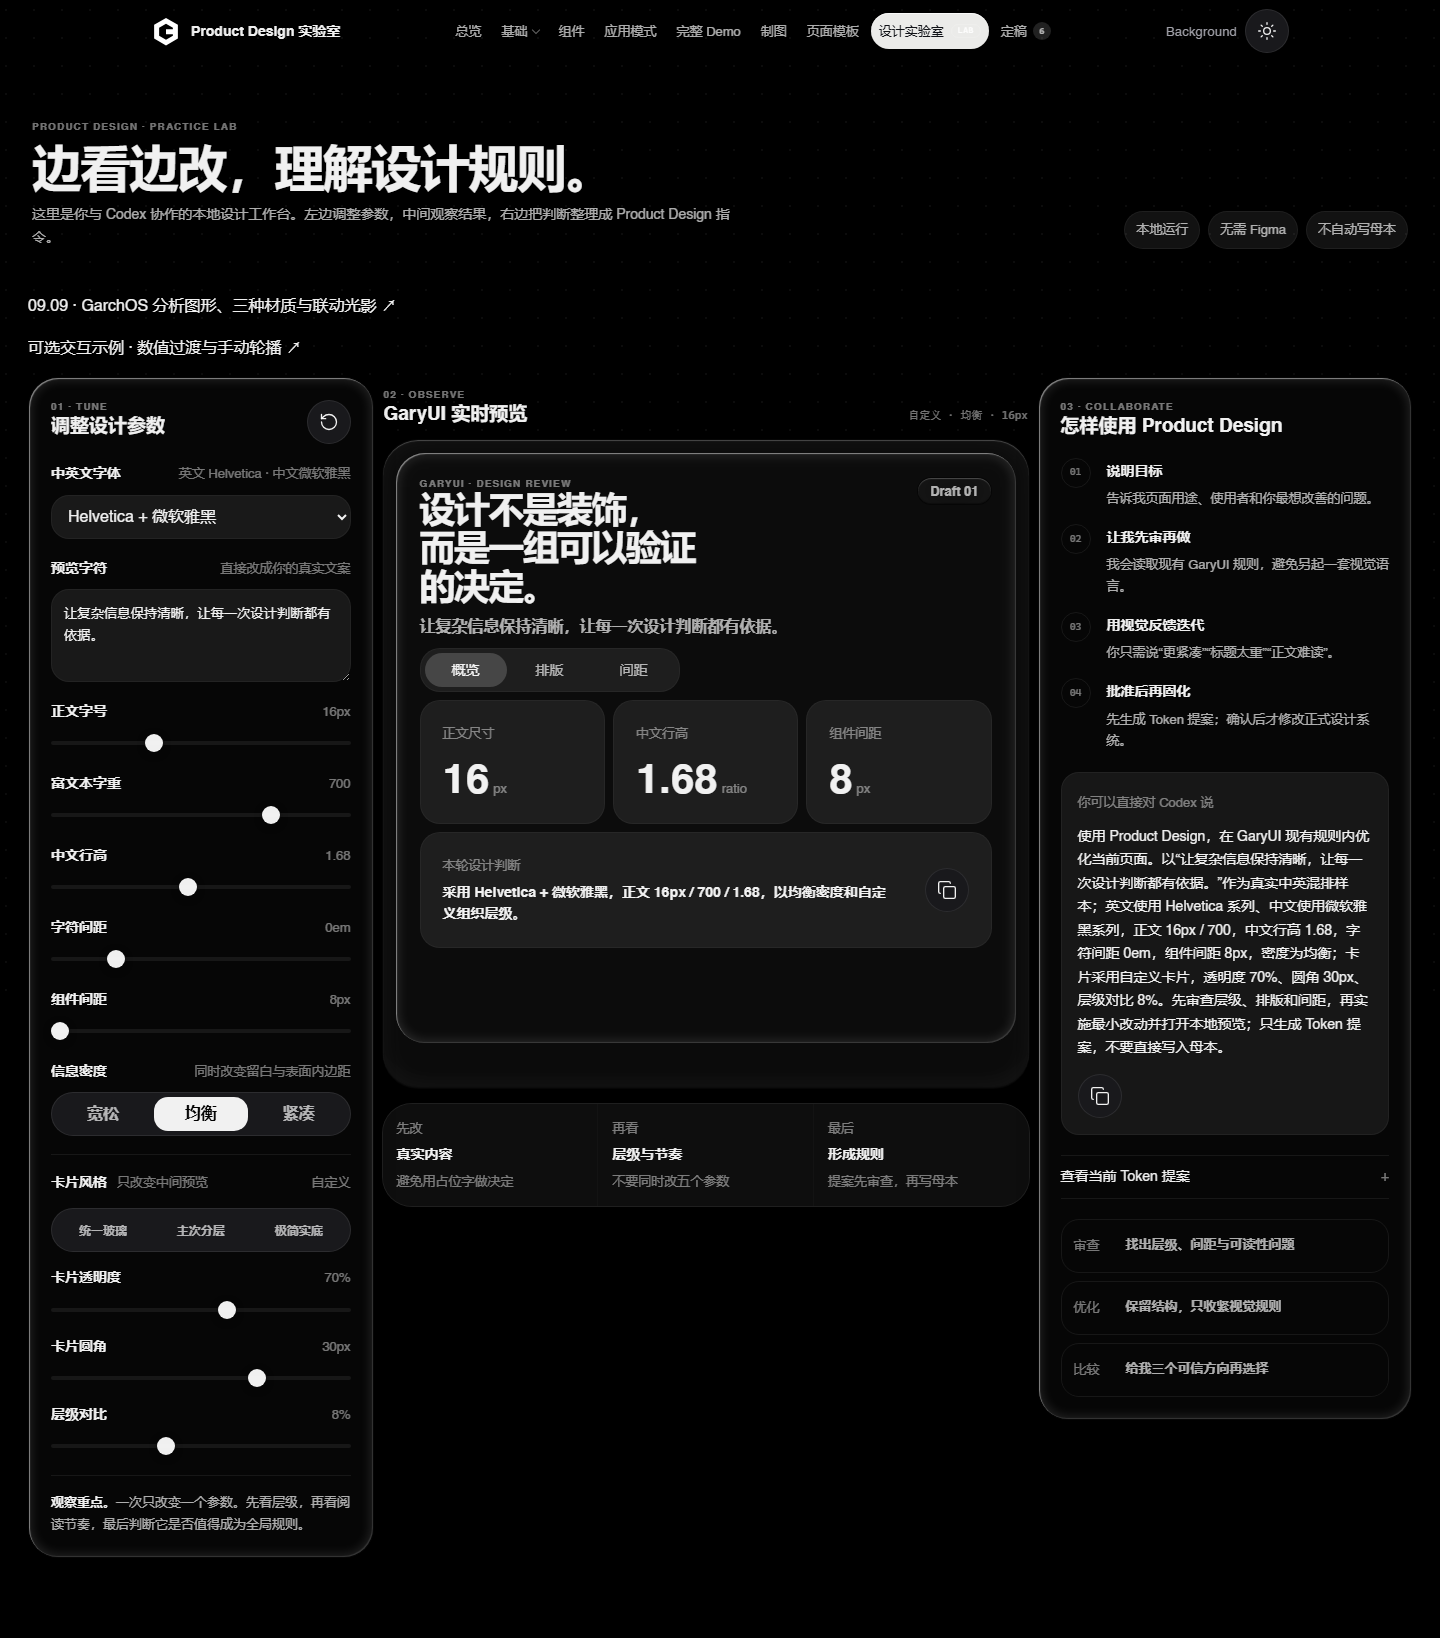 Product Design 实验室
总览
基础
组件
应用模式
完整 Demo
制图
页面模板
设计实验室 LAB
定稿 6
Background
PRODUCT DESIGN · PRACTICE LAB
边看边改，理解设计规则。
这里是你与 Codex 协作的本地设计工作台。左边调整参数，中间观察结果，右边把判断整理成 Product Design 指
令。
本地运行
无需 Figma
不自动写母本
09.09 · GarchOS 分析图形、三种材质与联动光影 ↗
可选交互示例 · 数值过渡与手动轮播 ↗
01 · TUNE
调整设计参数
中英文字体 英文 Helvetica · 中文微软雅黑
Helvetica + 微软雅黑
预览字符 直接改成你的真实文案
让复杂信息保持清晰，让每一次设计判断都有
依据。
正文字号 16px
富文本字重 700
中文行高 1.68
字符间距 0em
组件间距 8px
信息密度 同时改变留白与表面内边距
宽松 均衡 紧凑
卡片风格 只改变中间预览 自定义
统一玻璃 主次分层 极简实底
卡片透明度 70%
卡片圆角 30px
层级对比 8%
观察重点。一次只改变一个参数。先看层级，再看阅
读节奏，最后判断它是否值得成为全局规则。
02 · OBSERVE
GaryUI 实时预览
自定义 · 均衡 · 16px
GARYUI · DESIGN REVIEW
Draft 01
设计不是装饰，
而是一组可以验证
的决定。
让复杂信息保持清晰，让每一次设计判断都有依据。
概览 排版 间距
正文尺寸
16 px
中文行高
1.68 ratio
组件间距
8 px
本轮设计判断
采用 Helvetica + 微软雅黑，正文 16px / 700 / 1.68，以均衡密度和自定
义组织层级。
先改
真实内容
避免用占位字做决定
再看
层级与节奏
不要同时改五个参数
最后
形成规则
提案先审查，再写母本
03 · COLLABORATE
怎样使用 Product Design
01 说明目标
告诉我页面用途、使用者和你最想改善的问题。
02 让我先审再做
我会读取现有 GaryUI 规则，避免另起一套视觉语
言。
03 用视觉反馈迭代
你只需说“更紧凑”“标题太重”“正文难读”。
04 批准后再固化
先生成 Token 提案；确认后才修改正式设计系
统。
你可以直接对 Codex 说
使用 Product Design，在 GaryUI 现有规则内优
化当前页面。以“让复杂信息保持清晰，让每一
次设计判断都有依据。”作为真实中英混排样
本；英文使用 Helvetica 系列、中文使用微软雅
黑系列，正文 16px / 700，中文行高 1.68，字
符间距 0em，组件间距 8px，密度为均衡；卡
片采用自定义卡片，透明度 70%、圆角 30px、
层级对比 8%。先审查层级、排版和间距，再实
施最小改动并打开本地预览；只生成 Token 提
案，不要直接写入母本。
查看当前 Token 提案 +
审查 找出层级、间距与可读性问题
优化 保留结构，只收紧视觉规则
比较 给我三个可信方向再选择